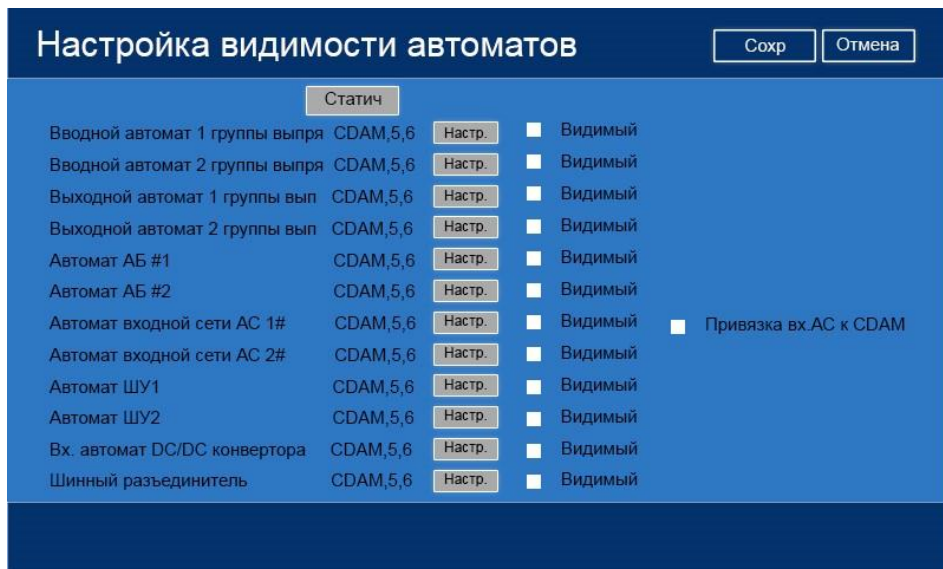 Настройка видимости автоматов Сохр Отмена
Статич
Вводной автомат 1 группы выпря CDAM,5,6 Настр. Видимый
Вводной автомат 2 группы выпря CDAM,5,6 Настр. Видимый
Выходной автомат 1 группы вып CDAM,5,6 Настр. Видимый
Выходной автомат 2 группы вып CDAM,5,6 Настр. Видимый
Автомат АБ #1 CDAM,5,6 Настр. Видимый
Автомат АБ #2 CDAM,5,6 Настр. Видимый
Автомат входной сети АС 1# CDAM,5,6 Настр. Видимый Привязка вх.АС к CDAM
Автомат входной сети АС 2# CDAM,5,6 Настр. Видимый
Автомат ШУ1 CDAM,5,6 Настр. Видимый
Автомат ШУ2 CDAM,5,6 Настр. Видимый
Вх. автомат DC/DC конвертора CDAM,5,6 Настр. Видимый
Шинный разъединитель CDAM,5,6 Настр. Видимый